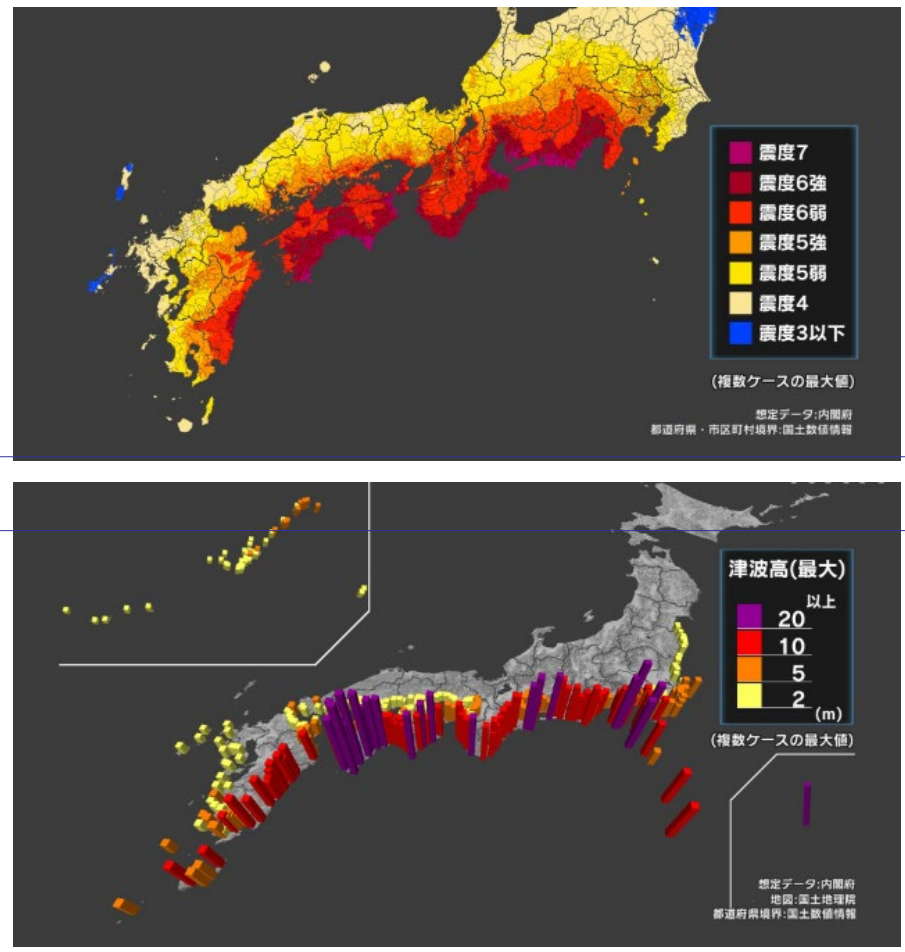 震度7
震度6強
震度6弱
震度5強
震度5弱
震度4
震度3以下
(複数ケースの最大値)
想定データ:内閣府
都道府県・市区町村境界:国土数値情報
津波高(最大)
以上
20
10
5
2
(m)
(複数ケースの最大値)
想定データ:内閣府
地図:国土地理院
都道府県境界:国土数値情報